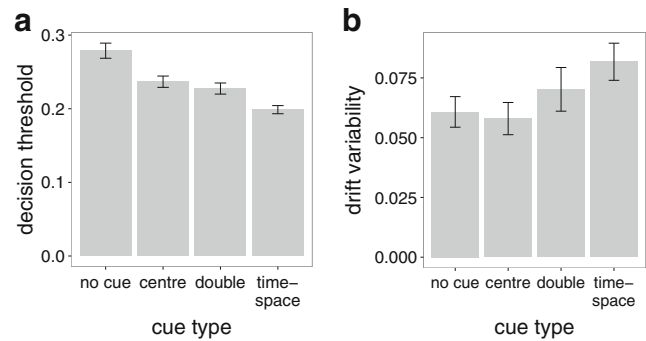 a
decision threshold
0.3
0.2
0.1
0.0
no cue centre double time–
space
cue type
b
drift variability
0.075
0.050
0.025
0.000
no cue centre double time–
space
cue type